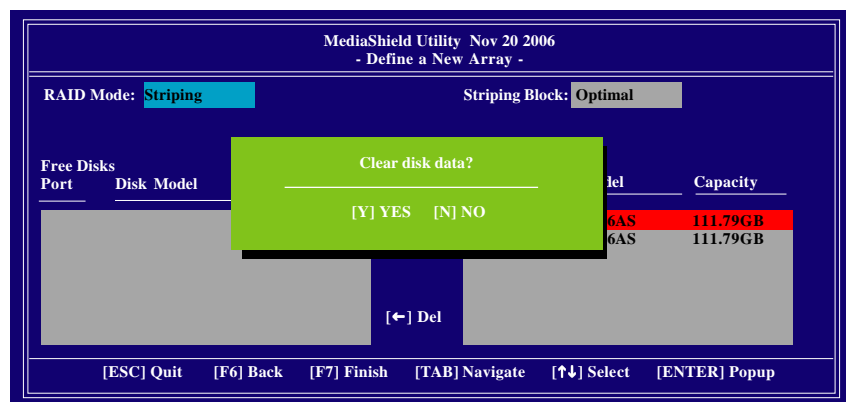 MediaShield Utility Nov 20 2006
- Define a New Array -
RAID Mode: Striping Striping Block: Optimal
Free Disks
Port Disk Model del Capacity
Clear disk data?
[Y] YES [N] NO
6AS 111.79GB
6AS 111.79GB
[←] Del
[ESC] Quit [F6] Back [F7] Finish [TAB] Navigate [↑↓] Select [ENTER] Popup